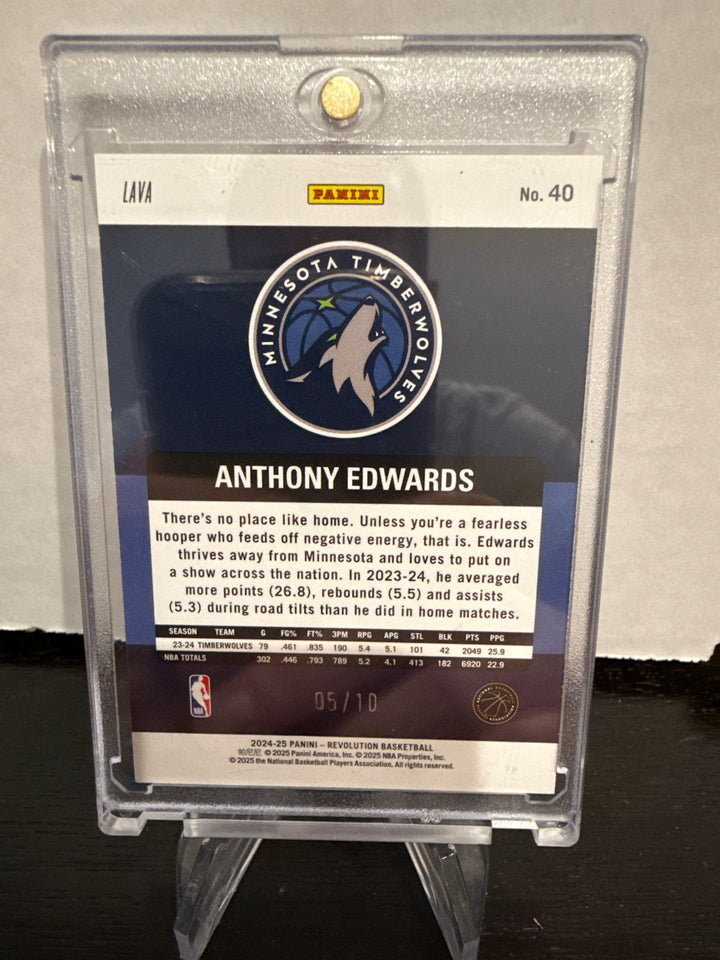 LAVA
PANINI
No. 40
MINNESOTA TIMBERWOLVES
ANTHONY EDWARDS
There's no place like home. Unless you're a fearless
hooper who feeds off negative energy, that is. Edwards
thrives away from Minnesota and loves to put on
a show across the nation. In 2023-24, he averaged
more points (26.8), rebounds (5.5) and assists
(5.3) during road tilts than he did in home matches.
SEASON TEAM G FG% FT% 3PM RPG APG STL BLK PTS PPG
23-24 TIMBERWOLVES 79 .461 .835 190 5.4 5.1 101 42 2049 25.9
NBA TOTALS 302 .446 .793 789 5.2 4.1 413 182 6920 22.9
NBA
05/10
2024-25 PANINI – REVOLUTION BASKETBALL
帕尼尼 © 2025 Panini America, Inc. © 2025 NBA Properties, Inc.
© 2025 the National Basketball Players Association. All rights reserved.